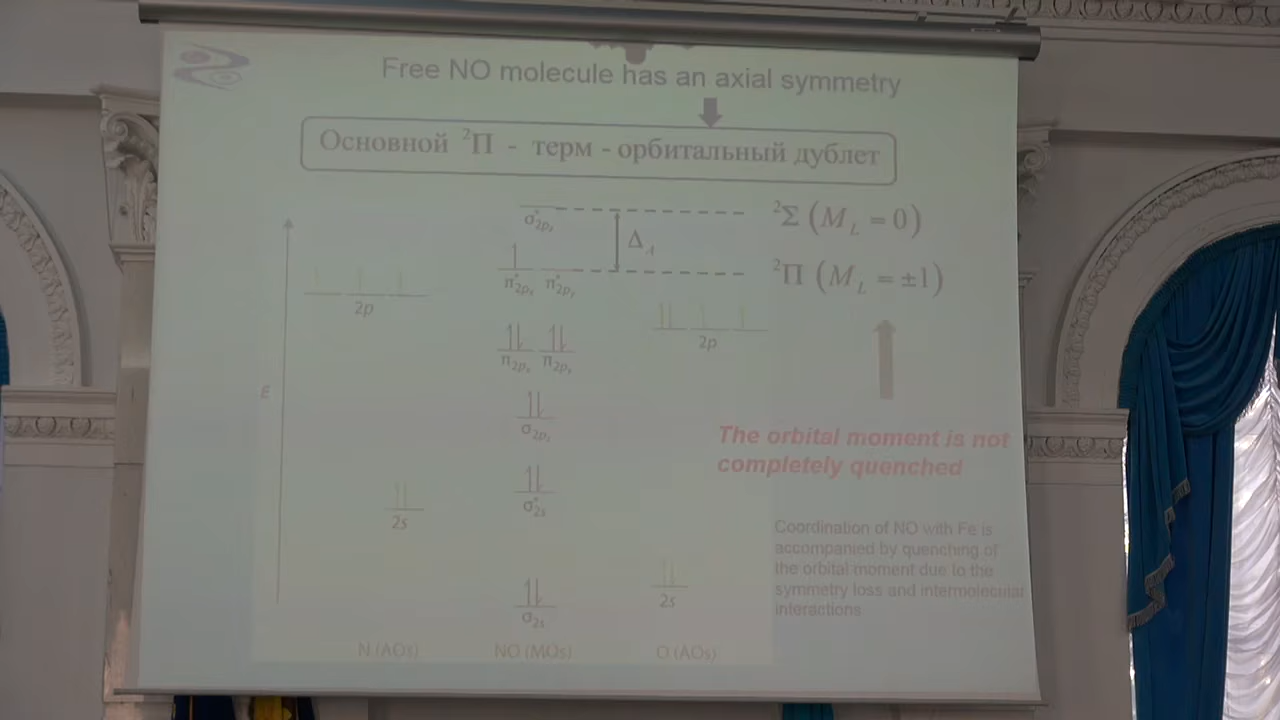 Free NO molecule has an axial symmetry
Основной ²П - терм - орбитальный дублет
σ*2pz
Δ
²Σ (M_L = 0)
²Π (M_L = ±1)
π*2px π*2py
2p
2p
π2px π2py
E
σ2pz
The orbital moment is not
completely quenched
σ*2s
2s
Coordination of NO with Fe is
accompanied by quenching of
the orbital moment due to the
symmetry loss and intermolecular
interactions
2s
σ2s
N (AOs) NO (MOs) O (AOs)